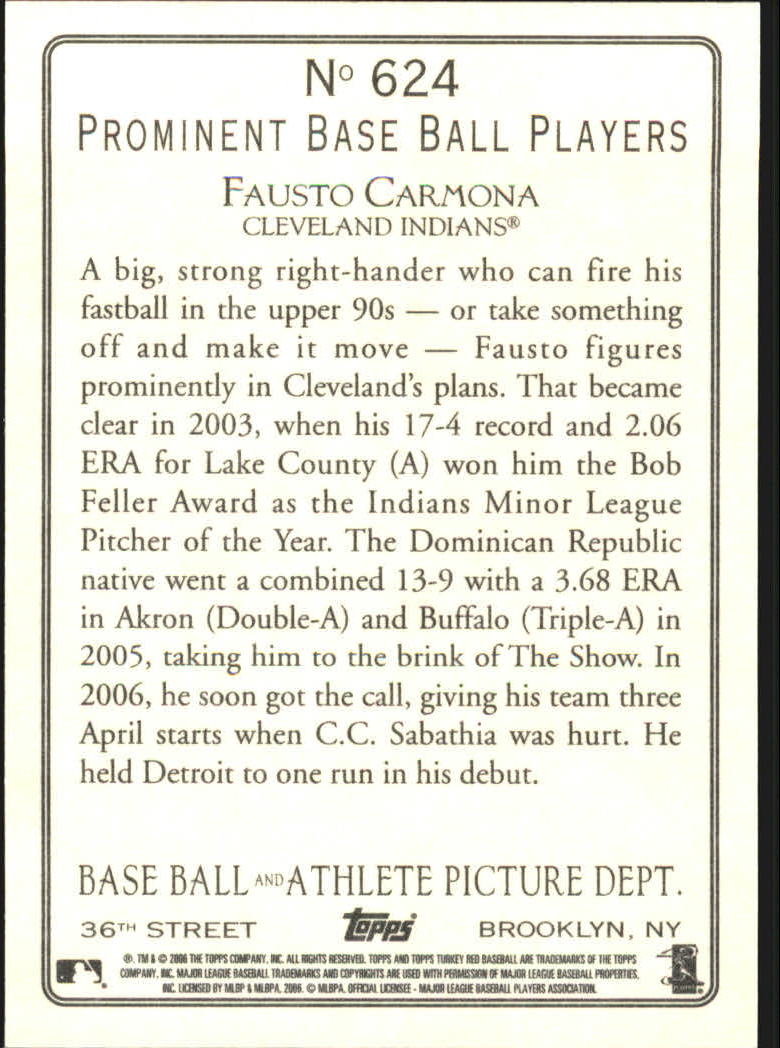 Nº 624
PROMINENT BASE BALL PLAYERS
FAUSTO CARMONA
CLEVELAND INDIANS®
A big, strong right-hander who can fire his
fastball in the upper 90s — or take something
off and make it move — Fausto figures
prominently in Cleveland's plans. That became
clear in 2003, when his 17-4 record and 2.06
ERA for Lake County (A) won him the Bob
Feller Award as the Indians Minor League
Pitcher of the Year. The Dominican Republic
native went a combined 13-9 with a 3.68 ERA
in Akron (Double-A) and Buffalo (Triple-A) in
2005, taking him to the brink of The Show. In
2006, he soon got the call, giving his team three
April starts when C.C. Sabathia was hurt. He
held Detroit to one run in his debut.
BASE BALL AND ATHLETE PICTURE DEPT.
36TH STREET topps BROOKLYN, NY
®, TM & © 2006 THE TOPPS COMPANY, INC. ALL RIGHTS RESERVED. TOPPS AND TOPPS TURKEY RED BASEBALL ARE TRADEMARKS OF THE TOPPS
COMPANY, INC. MAJOR LEAGUE BASEBALL TRADEMARKS AND COPYRIGHTS ARE USED WITH PERMISSION OF MAJOR LEAGUE BASEBALL PROPERTIES,
INC. LICENSED BY MLBP & MLBPA, 2006. © MLBPA. OFFICIAL LICENSEE - MAJOR LEAGUE BASEBALL PLAYERS ASSOCIATION.